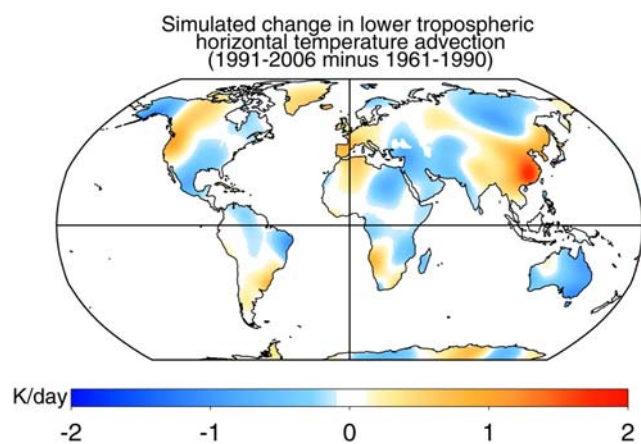 Simulated change in lower tropospheric
horizontal temperature advection
(1991-2006 minus 1961-1990)
K/day
-2 -1 0 1 2